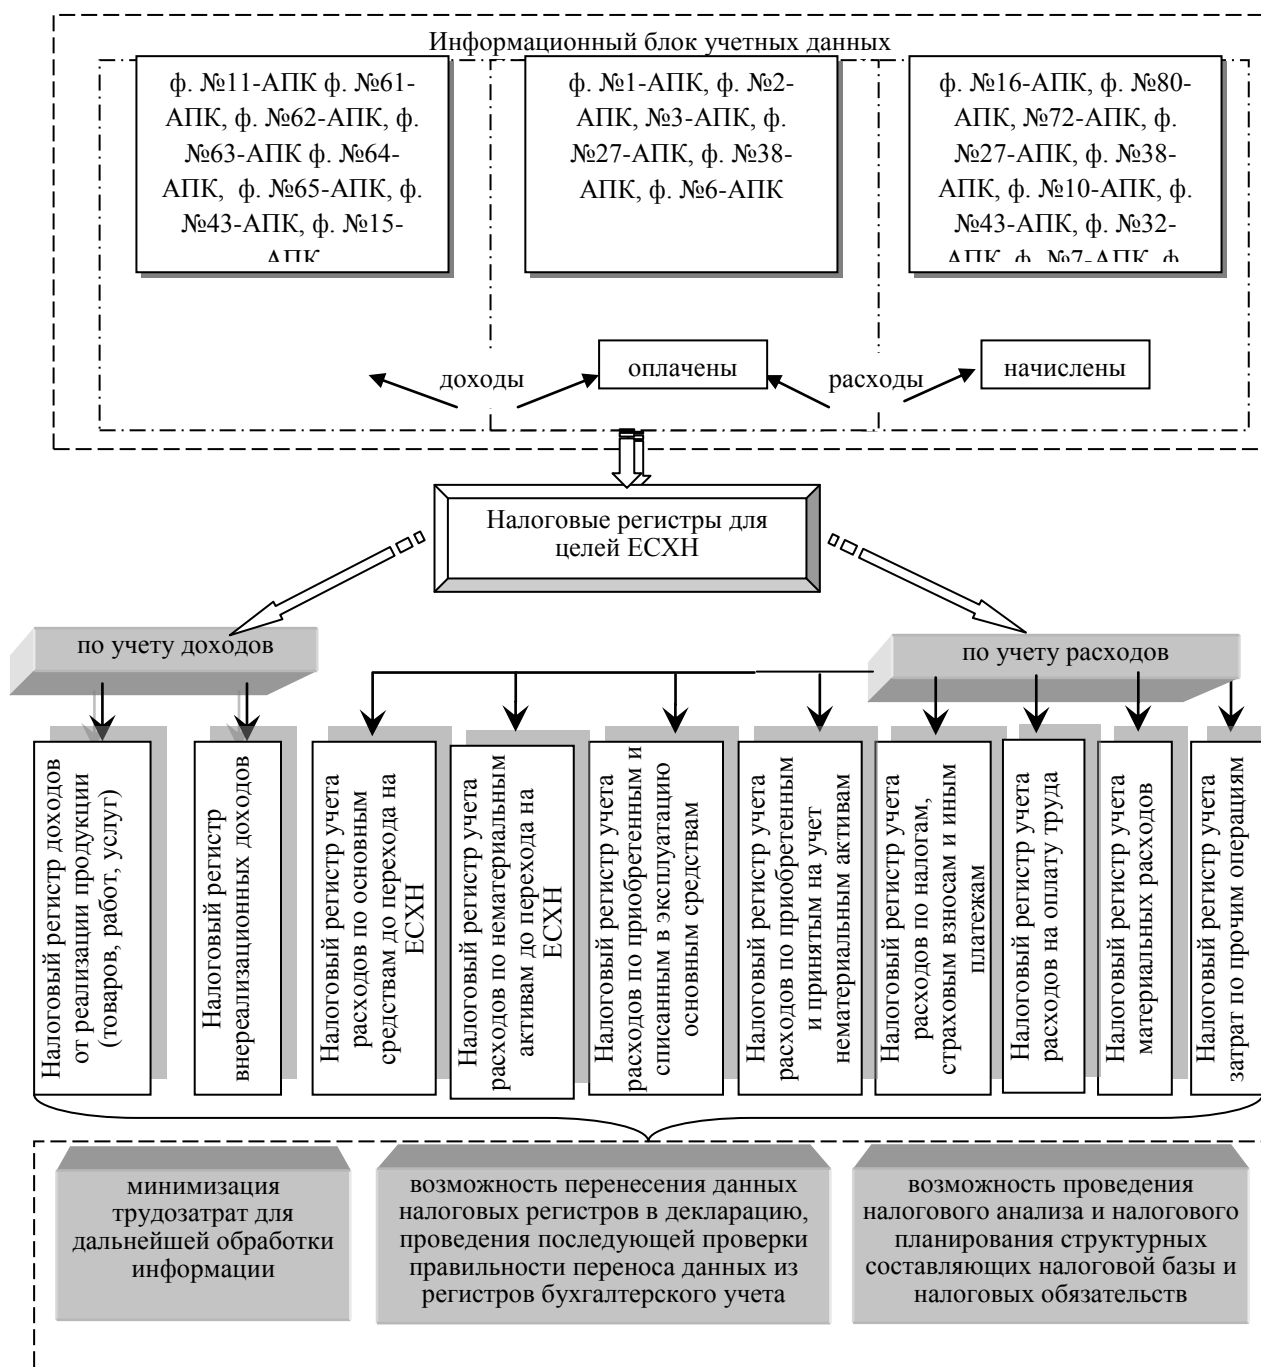 Информационный блок учетных данных
ф. №11-АПК ф. №61-
АПК, ф. №62-АПК, ф.
№63-АПК ф. №64-
АПК, ф. №65-АПК, ф.
№43-АПК, ф. №15-
АПК
ф. №1-АПК, ф. №2-
АПК, №3-АПК, ф.
№27-АПК, ф. №38-
АПК, ф. №6-АПК
ф. №16-АПК, ф. №80-
АПК, №72-АПК, ф.
№27-АПК, ф. №38-
АПК, ф. №10-АПК, ф.
№43-АПК, ф. №32-
АПК, ф. №7-АПК, ф.
доходы
оплачены
расходы
начислены
Налоговые регистры для
целей ЕСХН
по учету доходов
по учету расходов
Налоговый регистр доходов
от реализации продукции
(товаров, работ, услуг)
Налоговый регистр
внереализационных доходов
Налоговый регистр учета
расходов по основным
средствам до перехода на
ЕСХН
Налоговый регистр учета
расходов по нематериальным
активам до перехода на
ЕСХН
Налоговый регистр учета
расходов по приобретенным и
списанным в эксплуатацию
основным средствам
Налоговый регистр учета
расходов по приобретенным
и принятым на учет
нематериальным активам
Налоговый регистр учета
расходов по налогам,
страховым взносам и иным
платежам
Налоговый регистр учета
расходов на оплату труда
Налоговый регистр учета
материальных расходов
Налоговый регистр учета
затрат по прочим операциям
минимизация
трудозатрат для
дальнейшей обработки
информации
возможность перенесения данных
налоговых регистров в декларацию,
проведения последующей проверки
правильности переноса данных из
регистров бухгалтерского учета
возможность проведения
налогового анализа и налогового
планирования структурных
составляющих налоговой базы и
налоговых обязательств